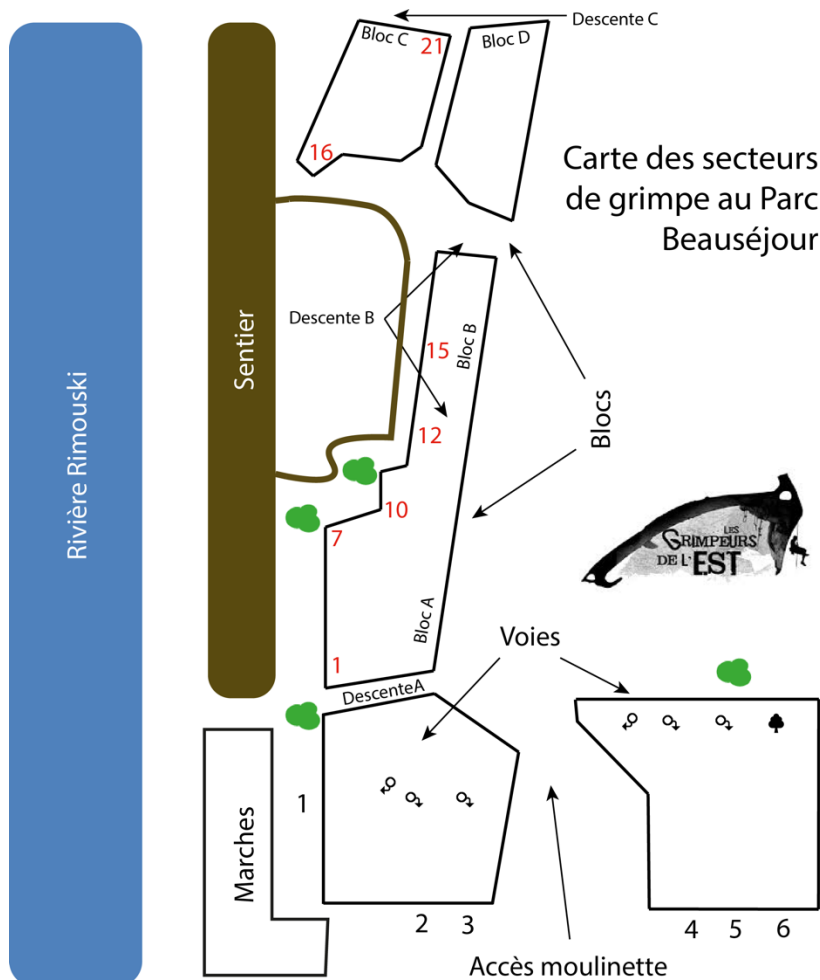 Descente C
Bloc C
21
Bloc D
16
Carte des secteurs
de grimpe au Parc
Beauséjour
Rivière Rimouski
Sentier
Descente B
15
Bloc B
12
Blocs
10
7
LES
GRIMPEURS
DE L'EST
Bloc A
1
Voies
DescenteA
Marches
1
2
3
4
5
6
Accès moulinette